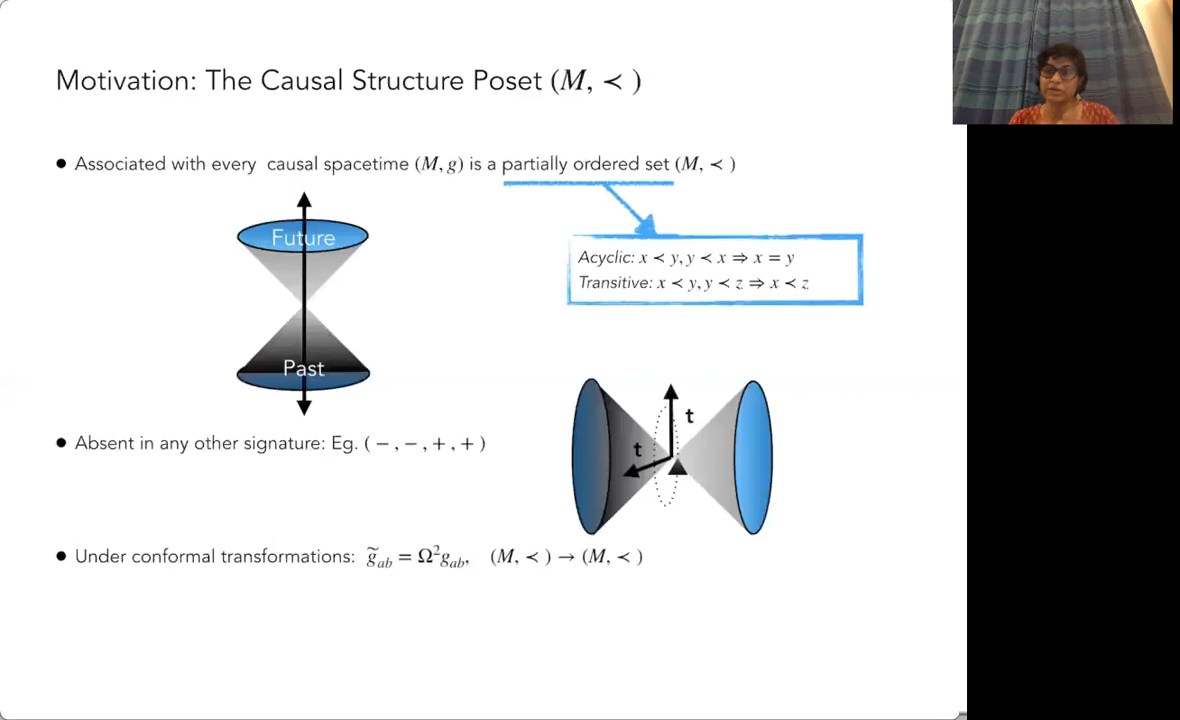 Motivation: The Causal Structure Poset (M, ≺ )
● Associated with every causal spacetime (M, g) is a partially ordered set (M, ≺ )
Future
Past
Acyclic: x ≺ y, y ≺ x ⇒ x = y
Transitive: x ≺ y, y ≺ z ⇒ x ≺ z
t
t
● Absent in any other signature: Eg. ( − , − , + , + )
● Under conformal transformations: g̃ab = Ω²gab, (M, ≺ ) → (M, ≺ )